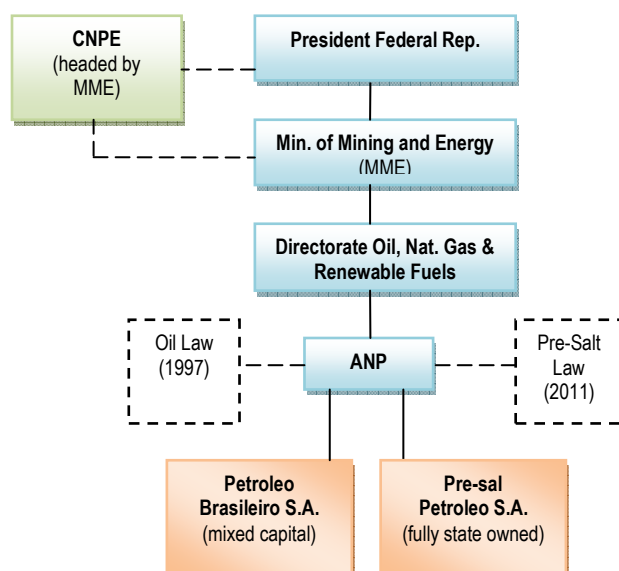 CNPE
(headed by
MME)
President Federal Rep.
Min. of Mining and Energy
(MME)
Directorate Oil, Nat. Gas &
Renewable Fuels
Oil Law
(1997)
ANP
Pre-Salt
Law
(2011)
Petroleo
Brasileiro S.A.
(mixed capital)
Pre-sal
Petroleo S.A.
(fully state owned)